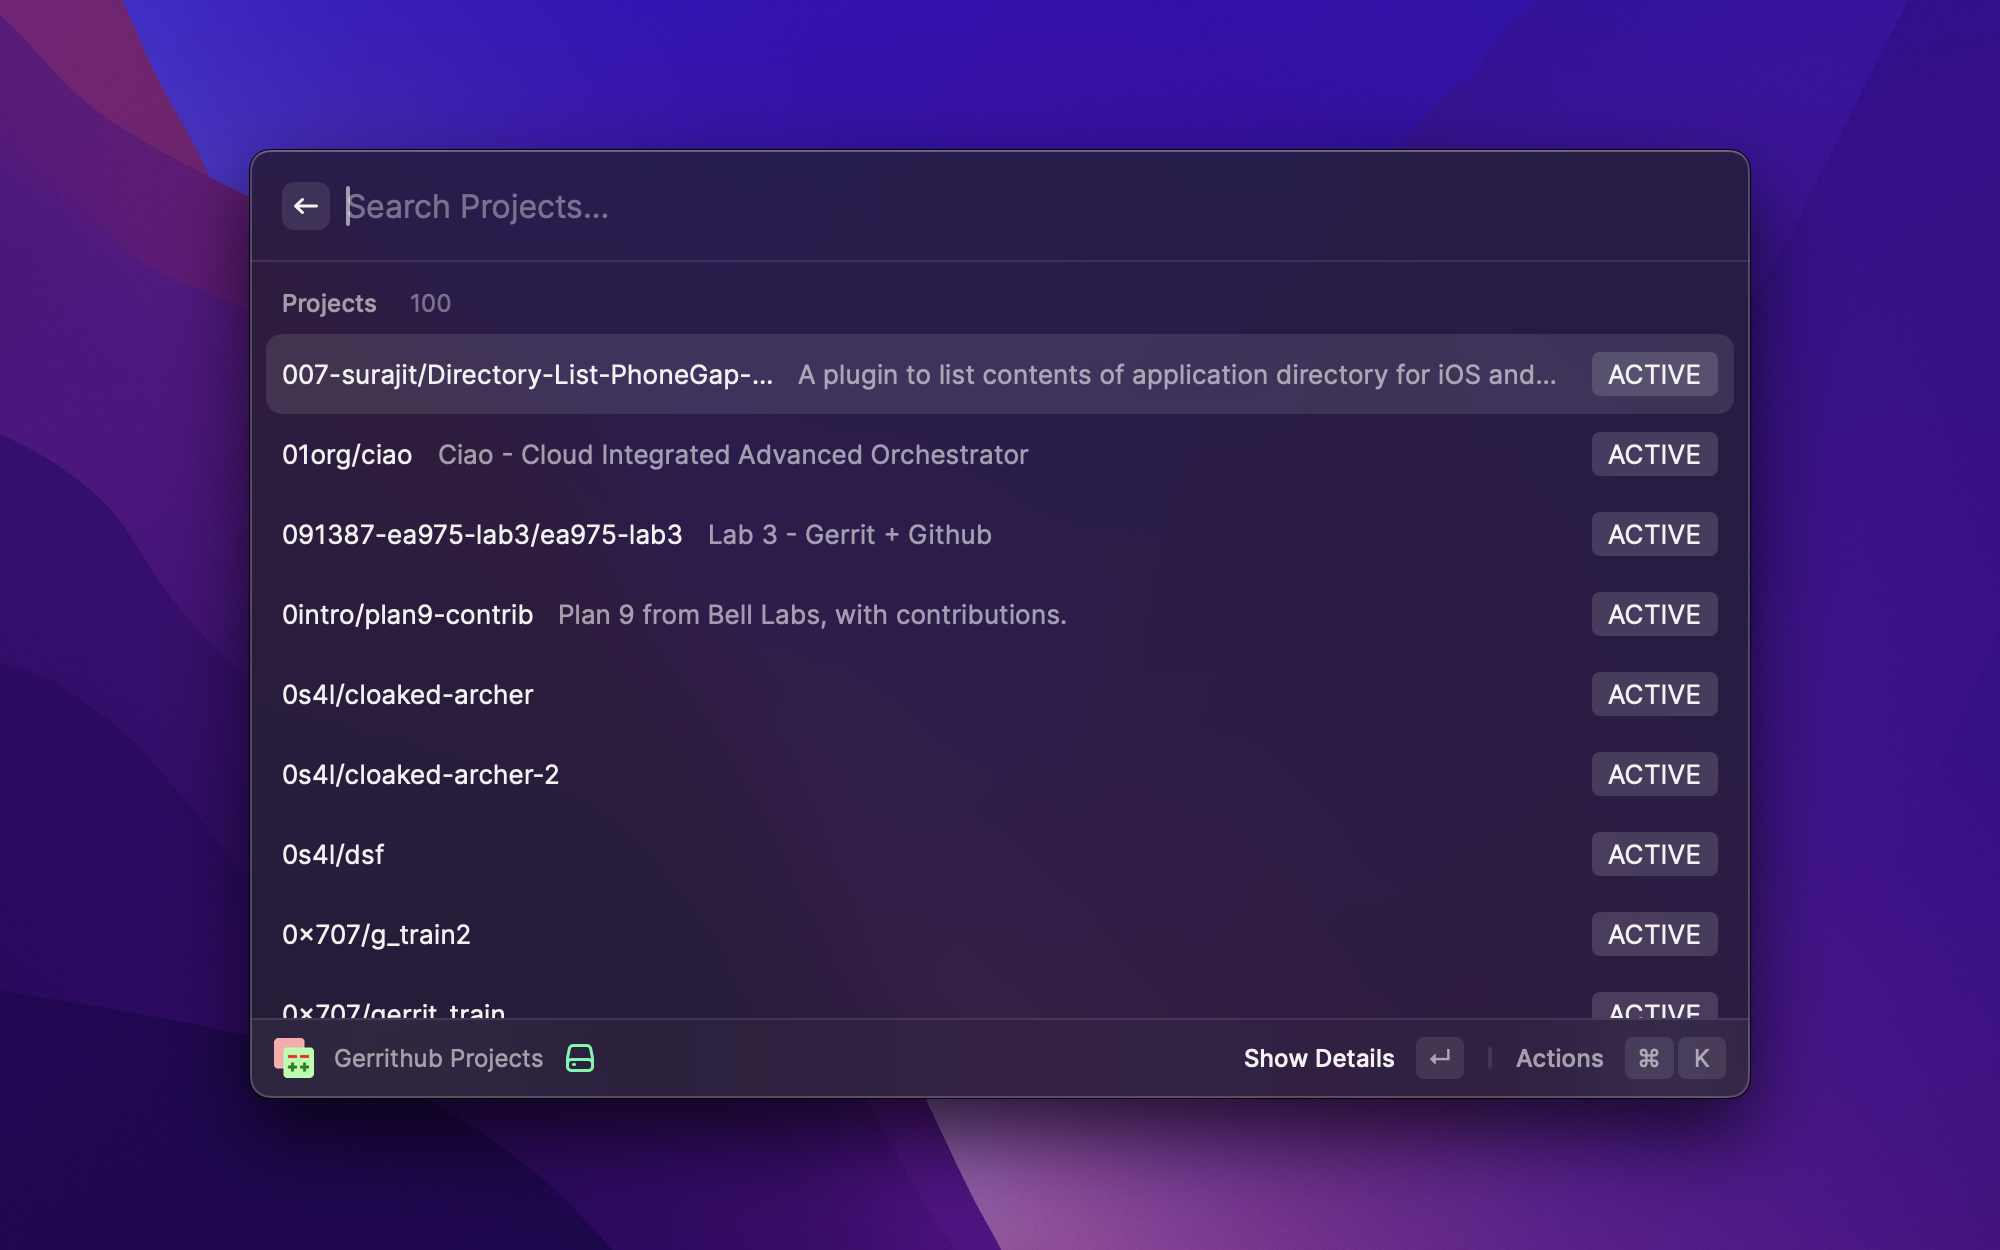 Search Projects...
Projects 100
007-surajit/Directory-List-PhoneGap-... A plugin to list contents of application directory for iOS and... ACTIVE
01org/ciao Ciao - Cloud Integrated Advanced Orchestrator ACTIVE
091387-ea975-lab3/ea975-lab3 Lab 3 - Gerrit + Github ACTIVE
0intro/plan9-contrib Plan 9 from Bell Labs, with contributions. ACTIVE
0s4l/cloaked-archer ACTIVE
0s4l/cloaked-archer-2 ACTIVE
0s4l/dsf ACTIVE
0×707/g_train2 ACTIVE
0×707/gerrit_train ACTIVE
Gerrithub Projects Show Details ↵ | Actions ⌘ K